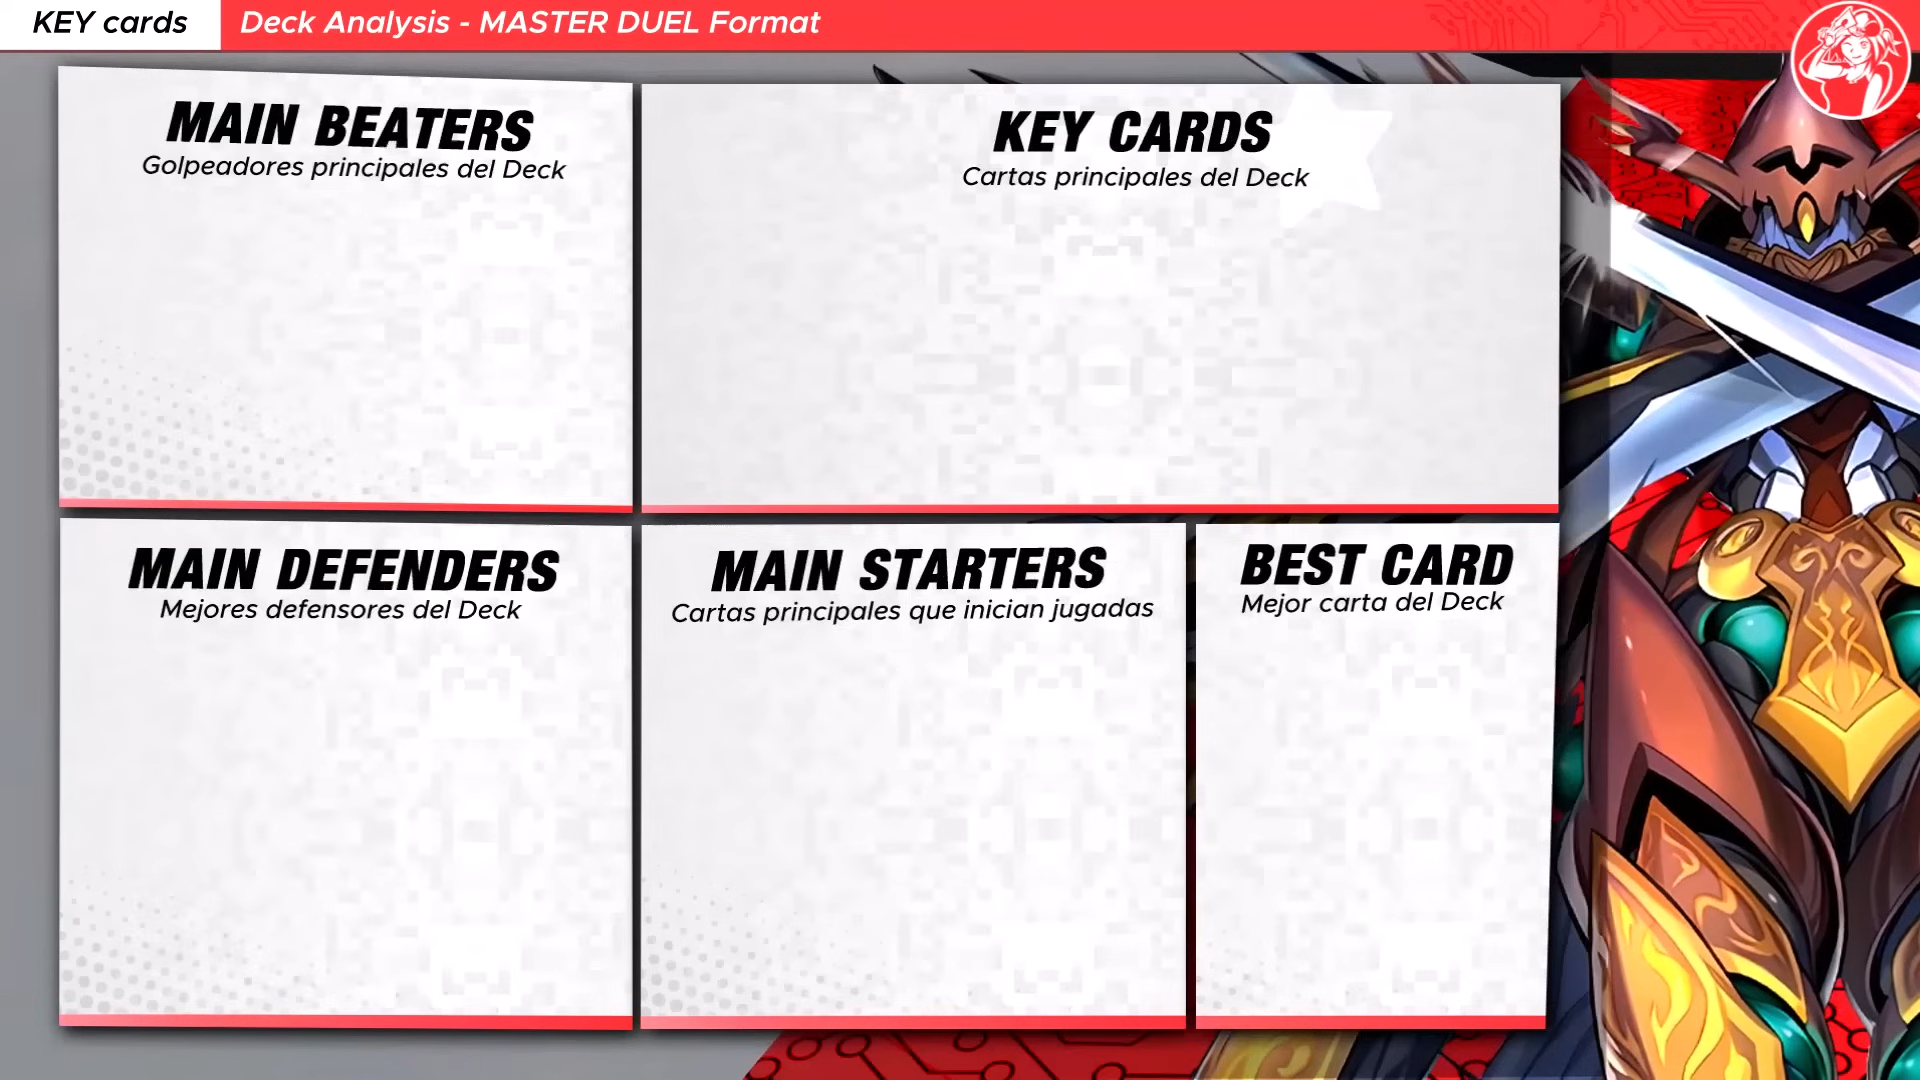 KEY cards
Deck Analysis - MASTER DUEL Format
MAIN BEATERS
Golpeadores principales del Deck
KEY CARDS
Cartas principales del Deck
MAIN DEFENDERS
Mejores defensores del Deck
MAIN STARTERS
Cartas principales que inician jugadas
BEST CARD
Mejor carta del Deck